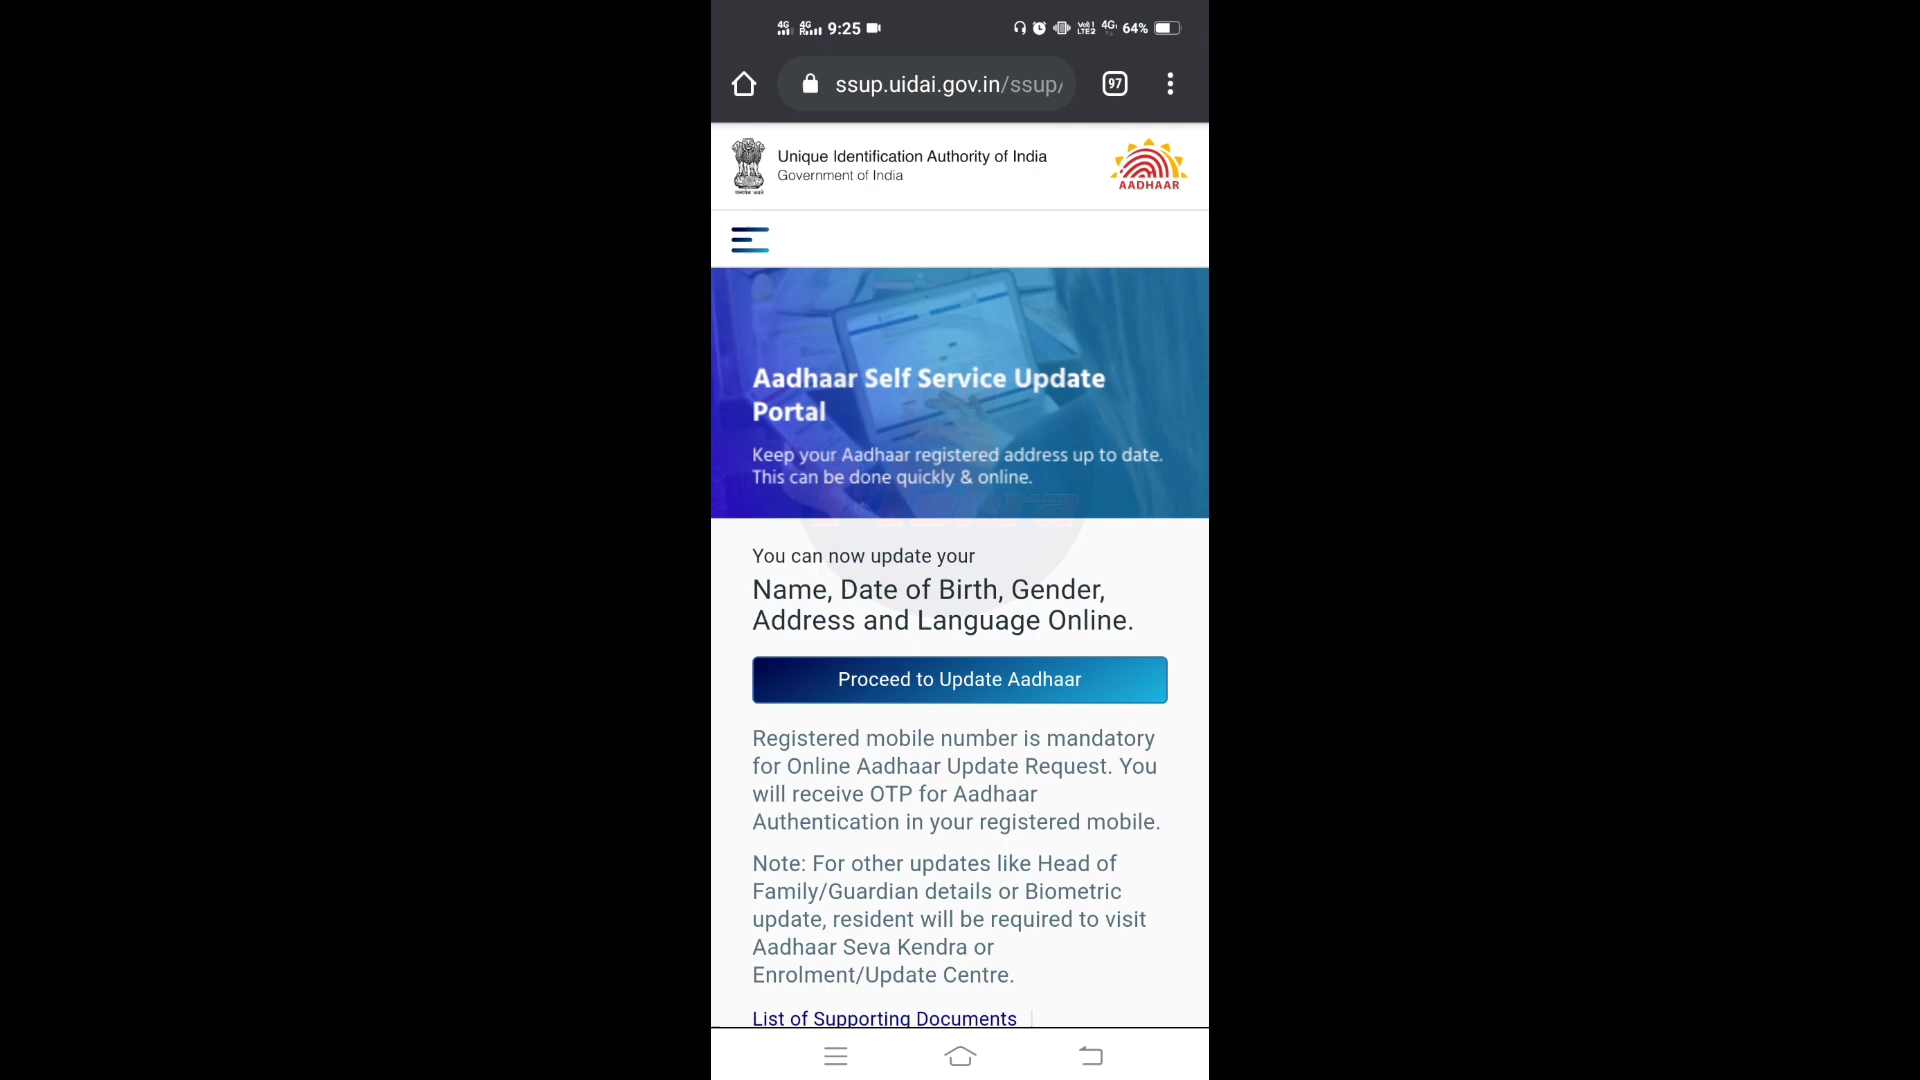 9:25
64%
ssup.uidai.gov.in/ssup/
97
Unique Identification Authority of India
Government of India
AADHAAR
Aadhaar Self Service Update
Portal
Keep your Aadhaar registered address up to date.
This can be done quickly & online.
You can now update your
Name, Date of Birth, Gender,
Address and Language Online.
Proceed to Update Aadhaar
Registered mobile number is mandatory
for Online Aadhaar Update Request. You
will receive OTP for Aadhaar
Authentication in your registered mobile.
Note: For other updates like Head of
Family/Guardian details or Biometric
update, resident will be required to visit
Aadhaar Seva Kendra or
Enrolment/Update Centre.
List of Supporting Documents